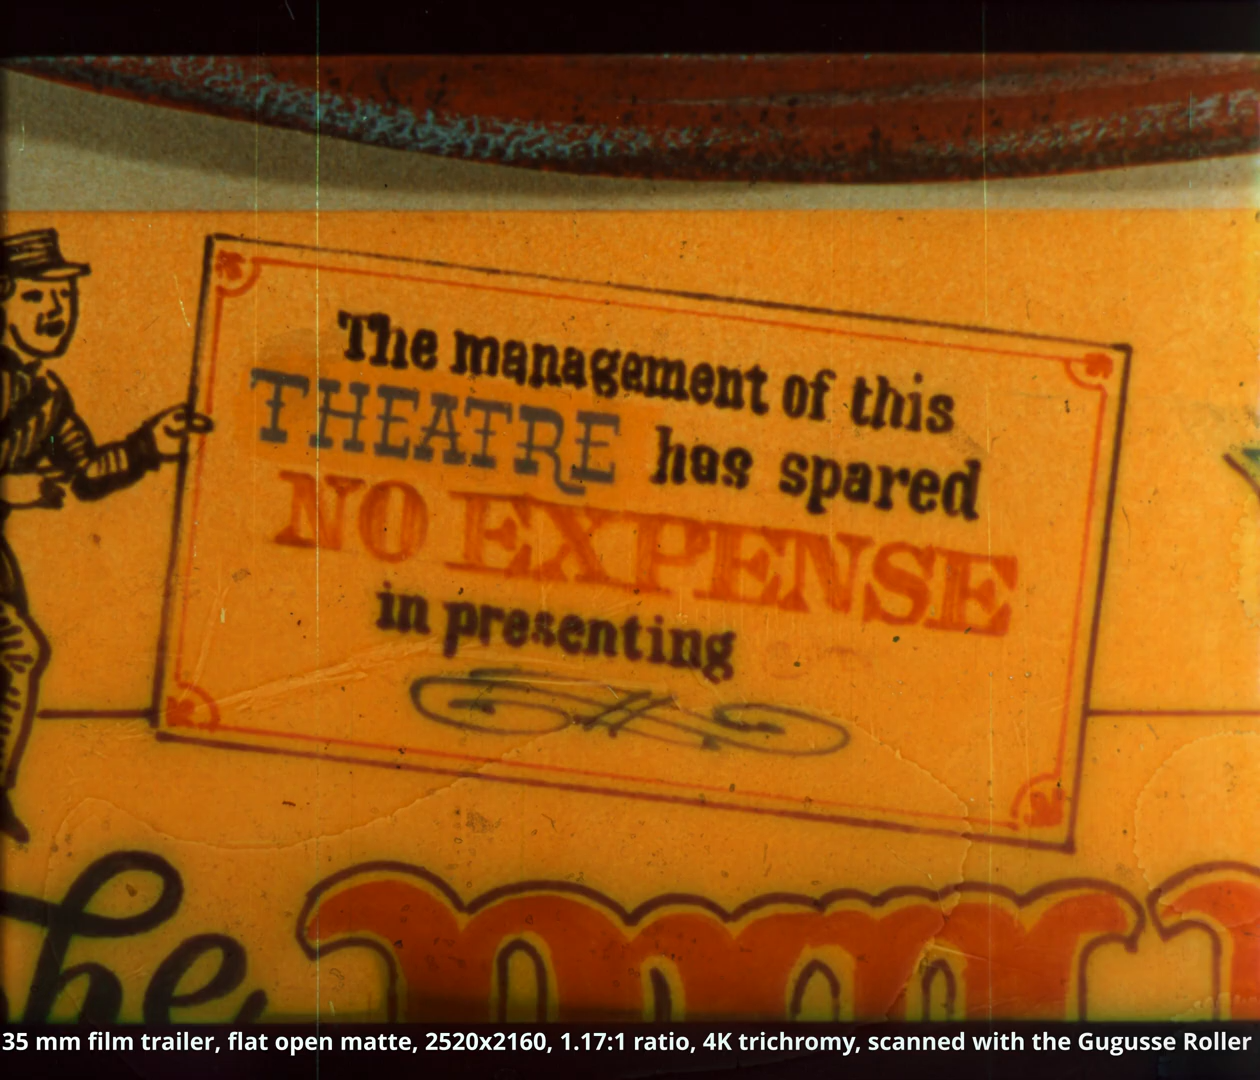 The management of this
THEATRE has spared
NO EXPENSE
in presenting
he
35 mm film trailer, flat open matte, 2520x2160, 1.17:1 ratio, 4K trichromy, scanned with the Gugusse Roller